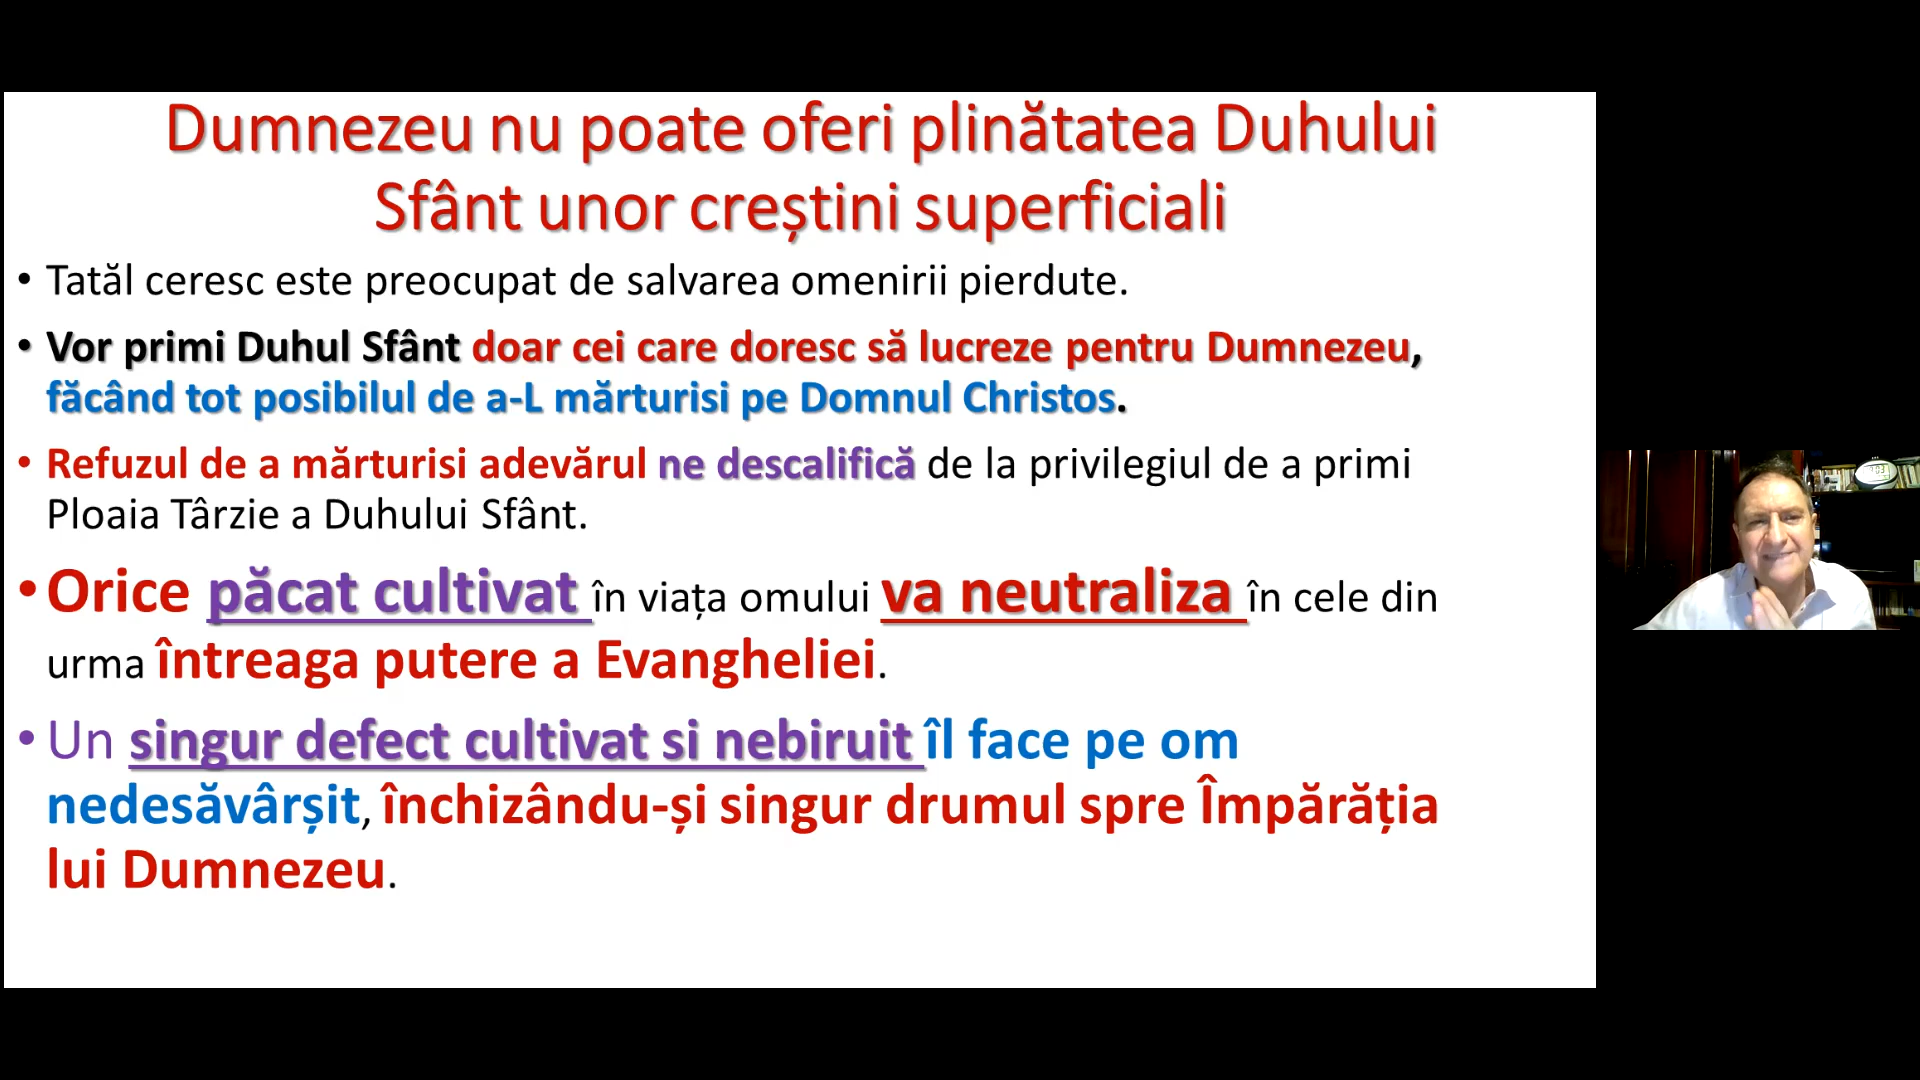 Dumnezeu nu poate oferi plinătatea Duhului
Sfânt unor creștini superficiali
• Tatăl ceresc este preocupat de salvarea omenirii pierdute.
• Vor primi Duhul Sfânt doar cei care doresc să lucreze pentru Dumnezeu,
făcând tot posibilul de a-L mărturisi pe Domnul Christos.
• Refuzul de a mărturisi adevărul ne descalifică de la privilegiul de a primi
Ploaia Târzie a Duhului Sfânt.
• Orice păcat cultivat în viața omului va neutraliza în cele din
urma întreaga putere a Evangheliei.
• Un singur defect cultivat si nebiruit îl face pe om
nedesăvârșit, închizându-și singur drumul spre Împărăția
lui Dumnezeu.